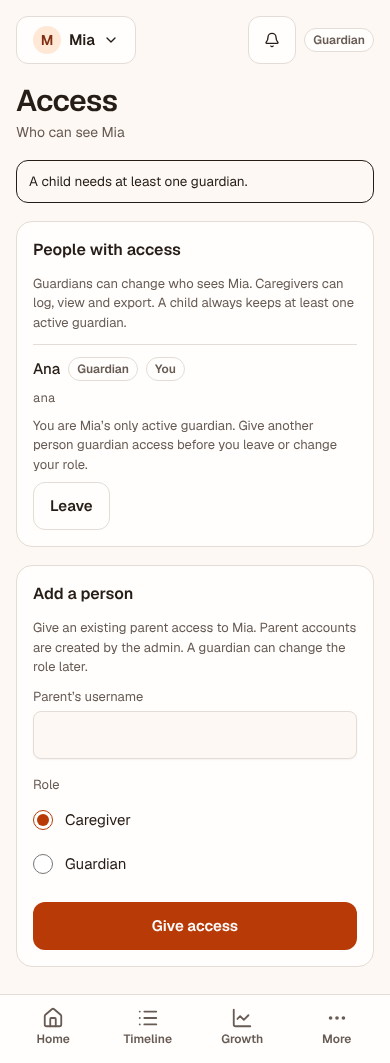 M Mia
Guardian
Access
Who can see Mia
A child needs at least one guardian.
People with access
Guardians can change who sees Mia. Caregivers can
log, view and export. A child always keeps at least one
active guardian.
Ana Guardian You
ana
You are Mia's only active guardian. Give another
person guardian access before you leave or change
your role.
Leave
Add a person
Give an existing parent access to Mia. Parent accounts
are created by the admin. A guardian can change the
role later.
Parent's username
Role
Caregiver
Guardian
Give access
Home Timeline Growth More